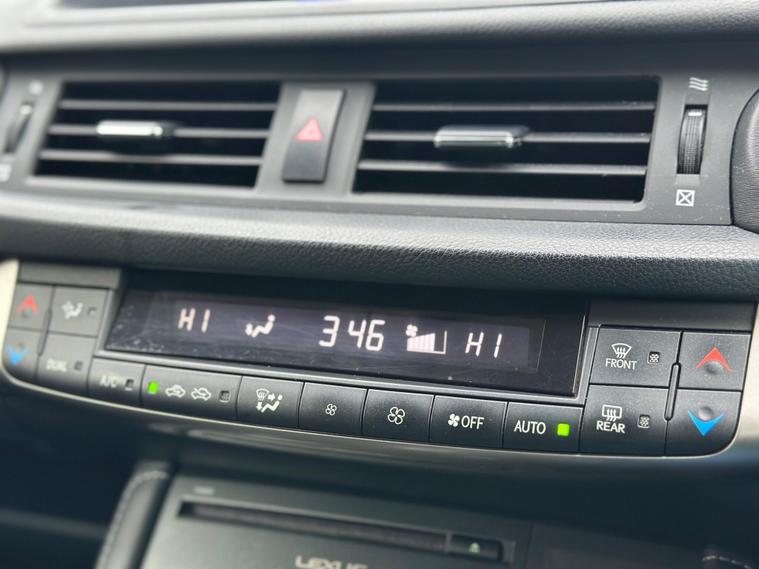 HI 346 HI
FRONT
DUAL
A/C
OFF
AUTO
REAR
LEXUS